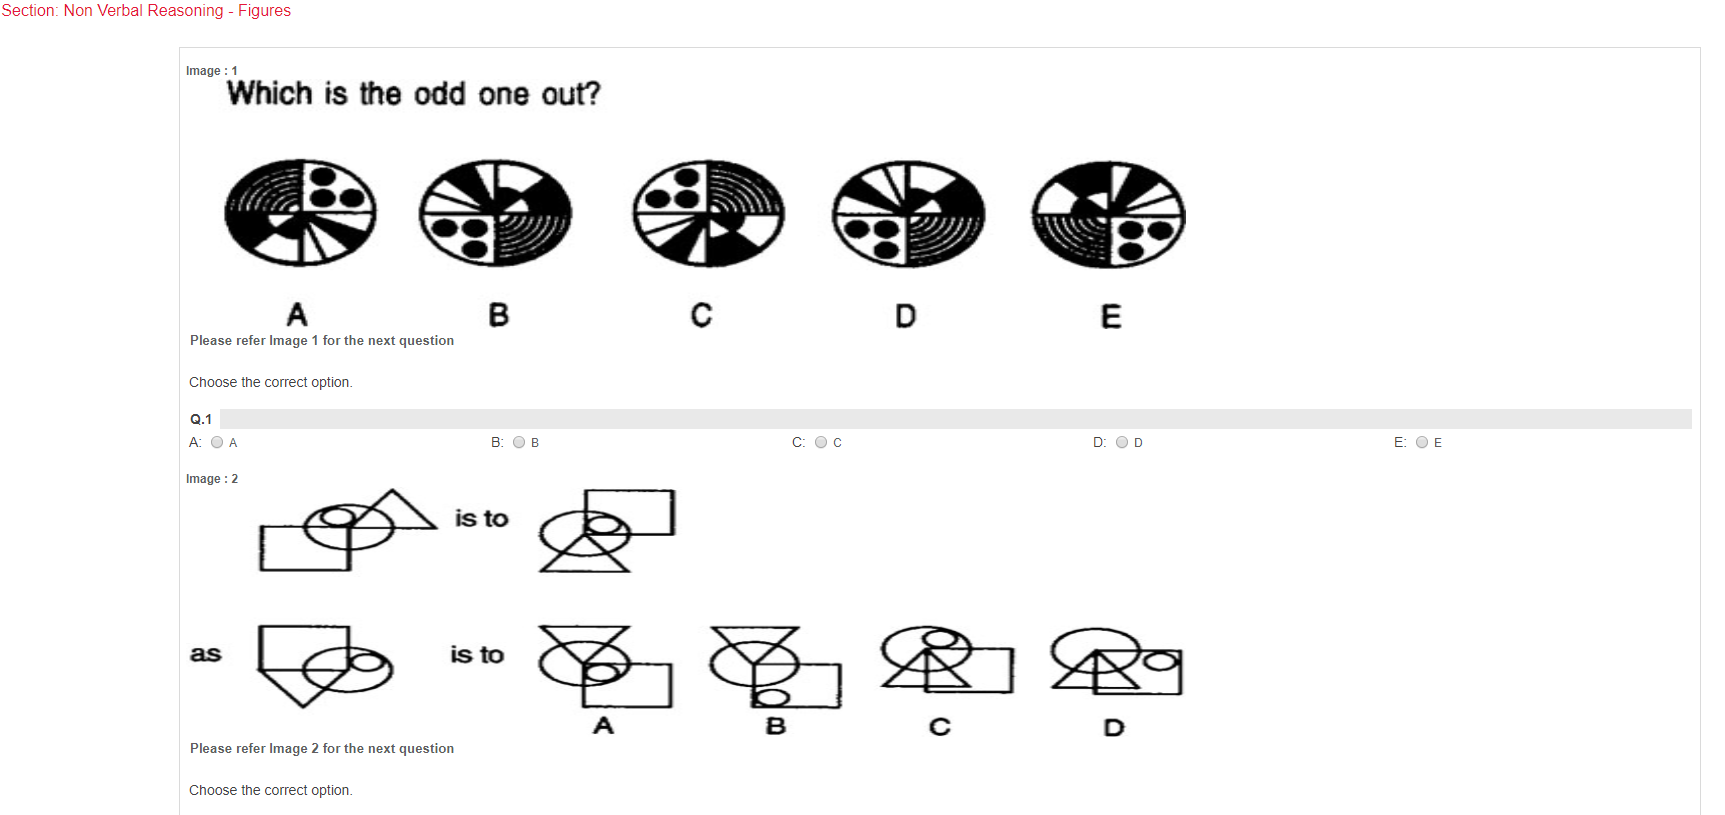 Section: Non Verbal Reasoning - Figures
Image : 1
Which is the odd one out?
A B C D E
Please refer Image 1 for the next question
Choose the correct option.
Q.1
A: A B: B C: C D: D E: E
Image : 2
is to
as is to
A B C D
Please refer Image 2 for the next question
Choose the correct option.